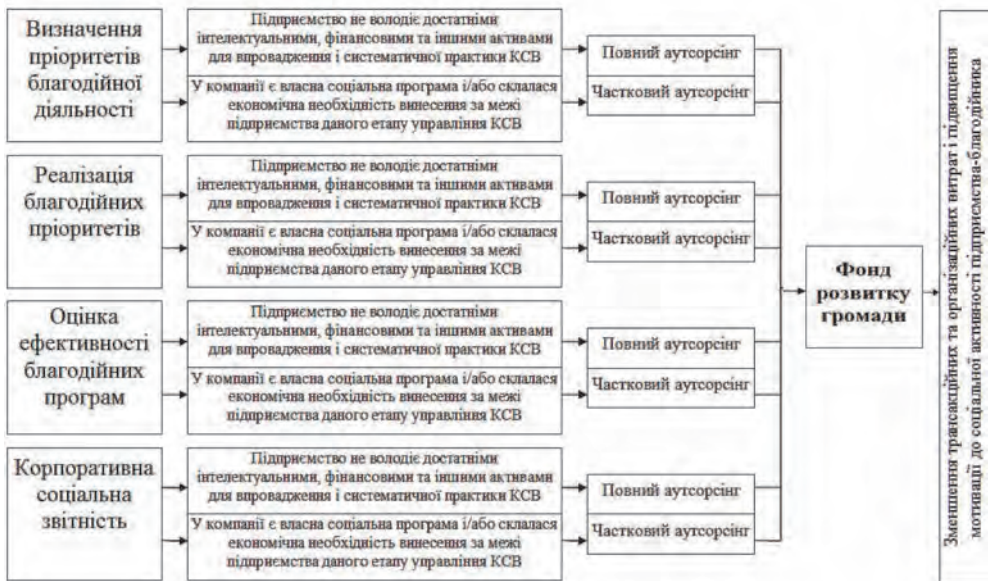 Визначення
пріоритетів
благодійної
діяльності
Підприємство не володіє достатніми
інтелектуальними, фінансовими та іншими активами
для впровадження і систематичної практики КСВ
У компанії є власна соціальна програма і/або склалася
економічна необхідність винесення за межі
підприємства даного етапу управління КСВ
Повний аутсорсінг
Частковий аутсорсінг
Реалізація
благодійних
пріоритетів
Підприємство не володіє достатніми
інтелектуальними, фінансовими та іншими активами
для впровадження і систематичної практики КСВ
У компанії є власна соціальна програма і/або склалася
економічна необхідність винесення за межі
підприємства даного етапу управління КСВ
Повний аутсорсінг
Частковий аутсорсінг
Оцінка
ефективності
благодійних
програм
Підприємство не володіє достатніми
інтелектуальними, фінансовими та іншими активами
для впровадження і систематичної практики КСВ
У компанії є власна соціальна програма і/або склалася
економічна необхідність винесення за межі
підприємства даного етапу управління КСВ
Повний аутсорсінг
Частковий аутсорсінг
Корпоративна
соціальна
звітність
Підприємство не володіє достатніми
інтелектуальними, фінансовими та іншими активами
для впровадження і систематичної практики КСВ
У компанії є власна соціальна програма і/або склалася
економічна необхідність винесення за межі
підприємства даного етапу управління КСВ
Повний аутсорсінг
Частковий аутсорсінг
Фонд
розвитку
громади
Зменшення трансакційних та організаційних витрат і підвищення
мотивації до соціальної активності підприємства-благодійника